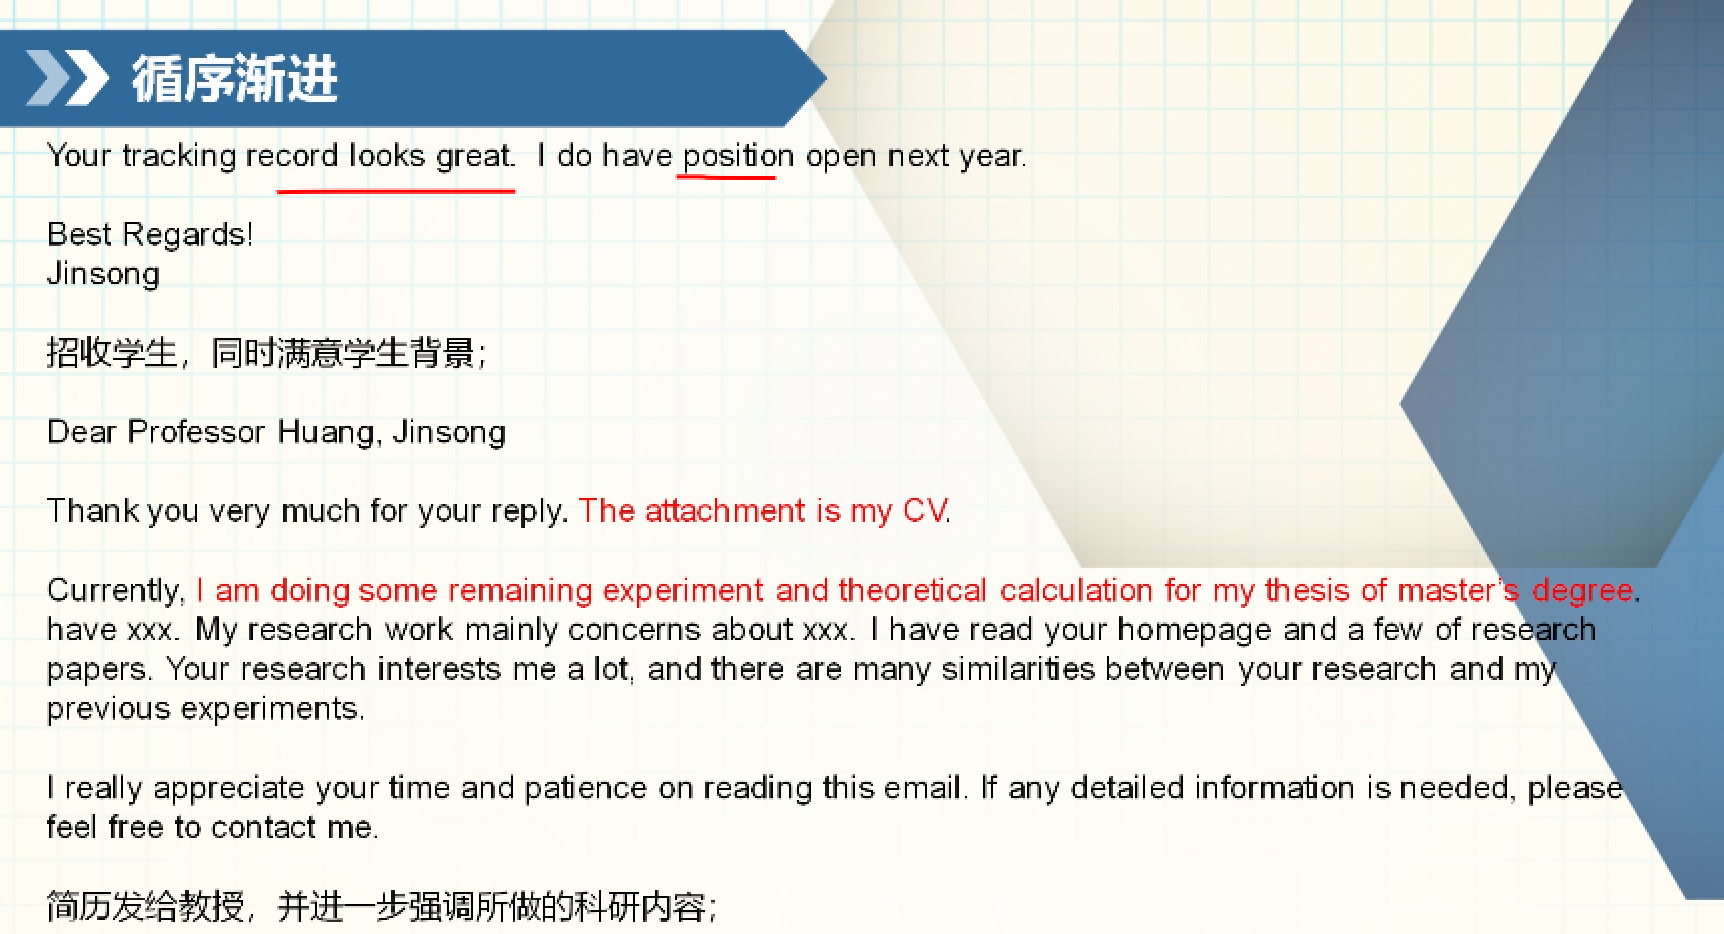 循序渐进
Your tracking record looks great.  I do have position open next year.
Best Regards!
Jinsong
招收学生，同时满意学生背景；
Dear Professor Huang, Jinsong
Thank you very much for your reply. The attachment is my CV.
Currently, I am doing some remaining experiment and theoretical calculation for my thesis of master’s degree.
have xxx.  My research work mainly concerns about xxx.  I have read your homepage and a few of research
papers.  Your research interests me a lot, and there are many similarities between your research and my
previous experiments.
I really appreciate your time and patience on reading this email. If any detailed information is needed, please
feel free to contact me.
简历发给教授，并进一步强调所做的科研内容；